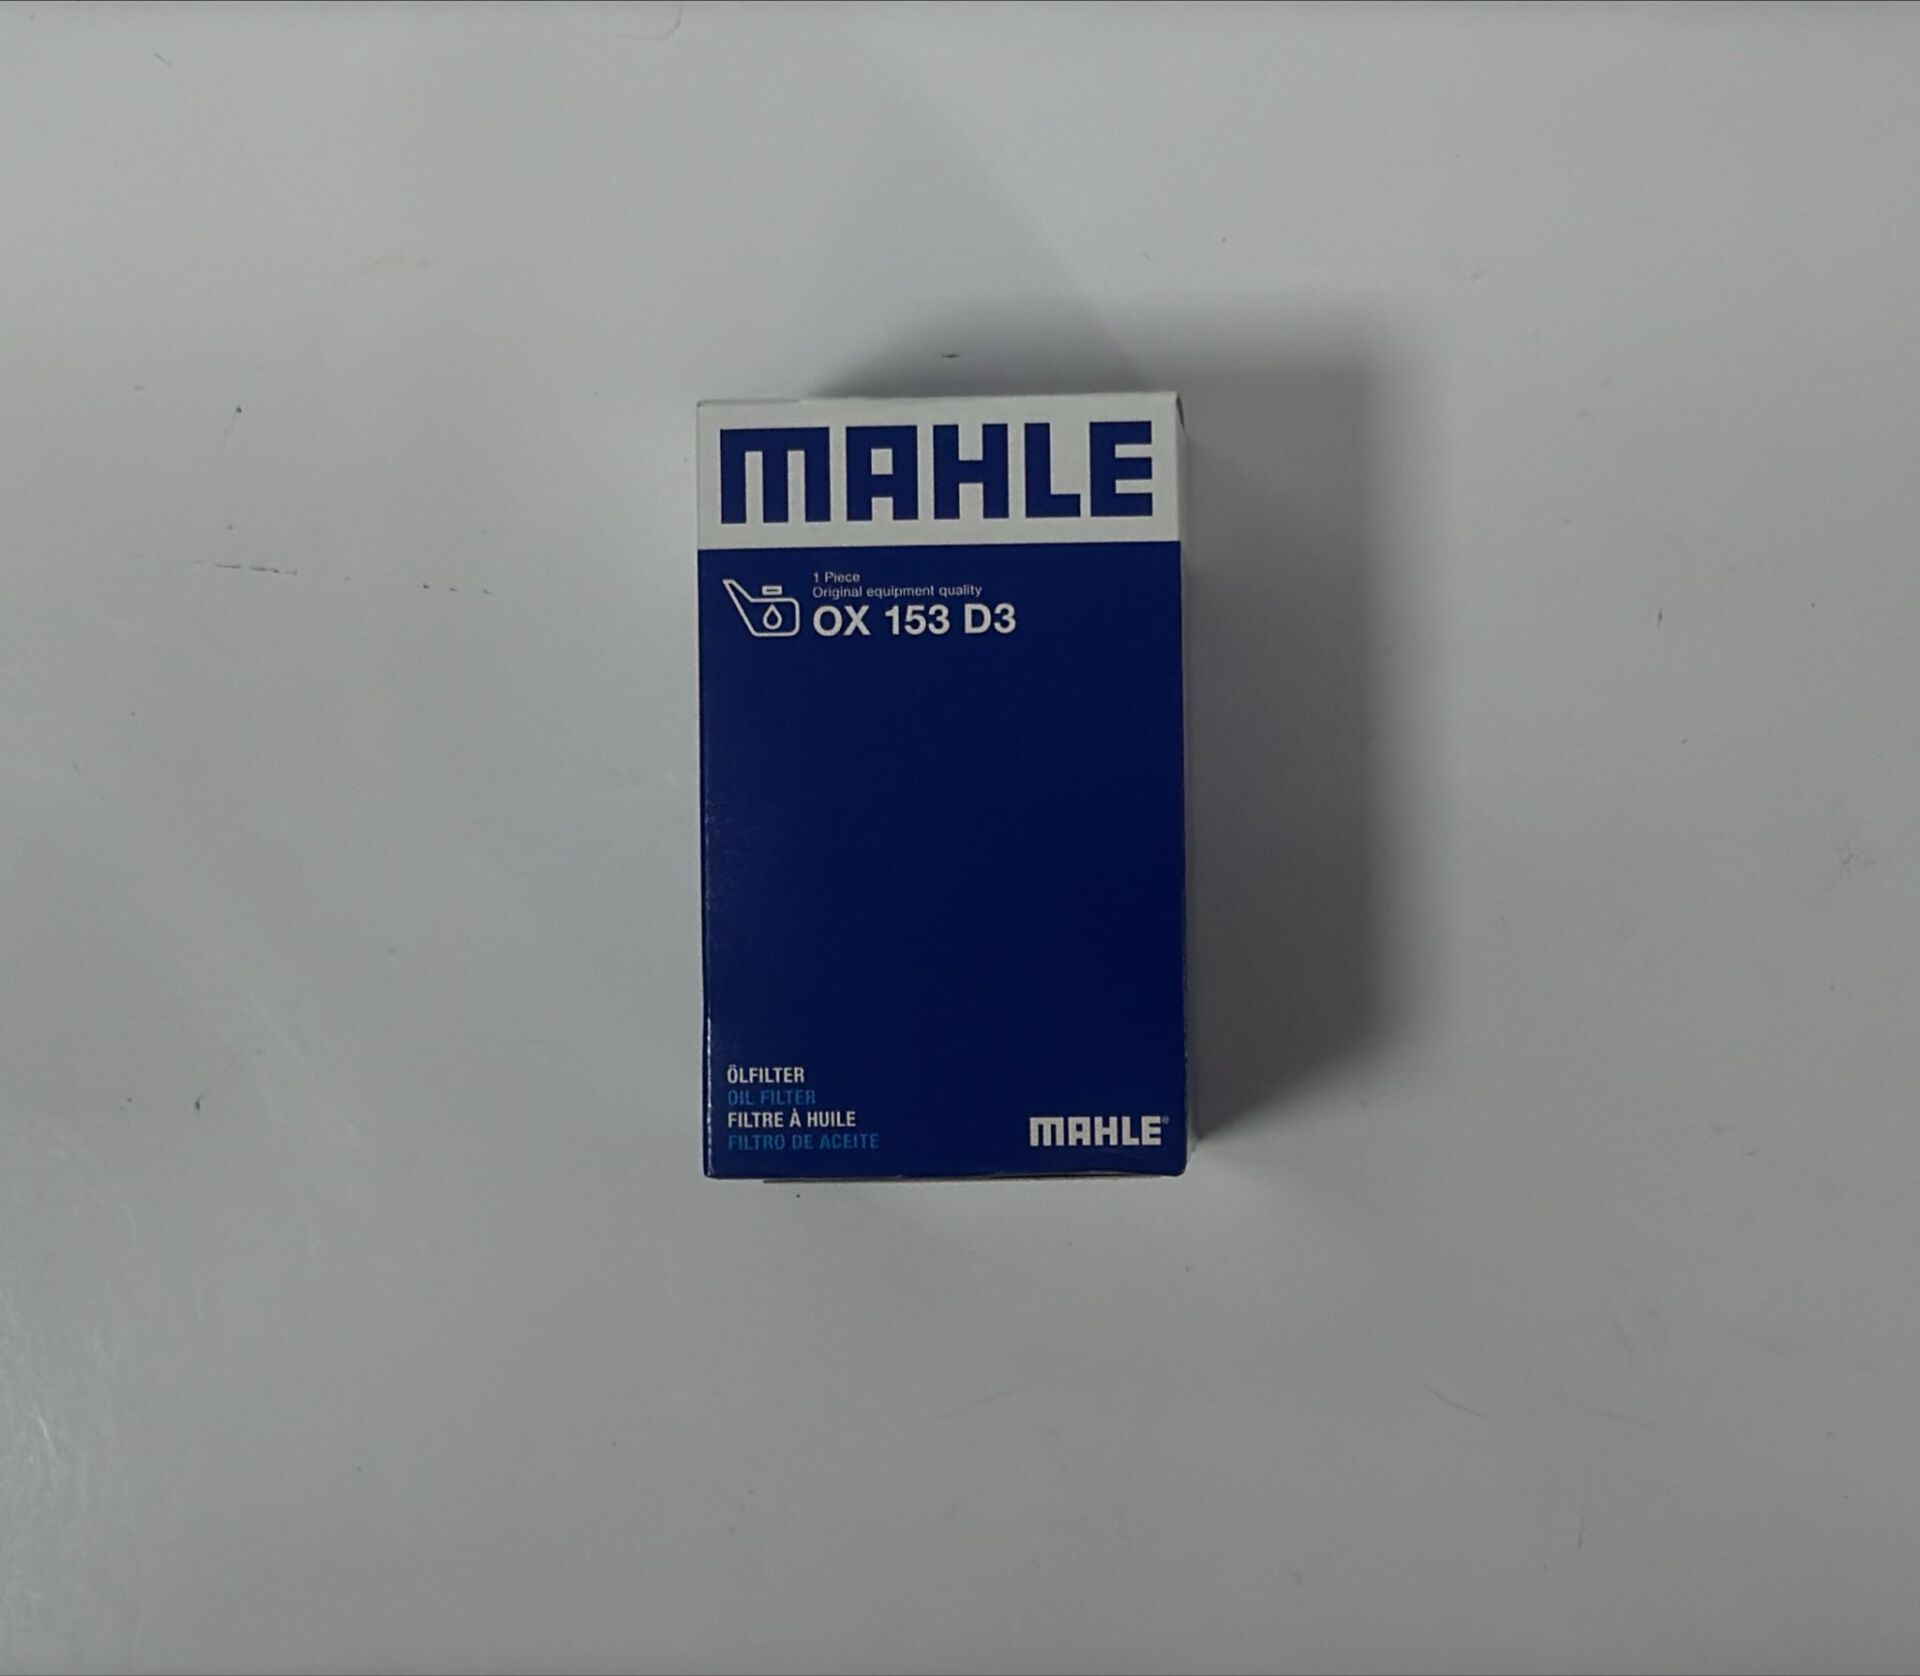 MAHLE
1 Piece
Original equipment quality
OX 153 D3
ÖLFILTER
OIL FILTER
FILTRE À HUILE
FILTRO DE ACEITE
MAHLE®